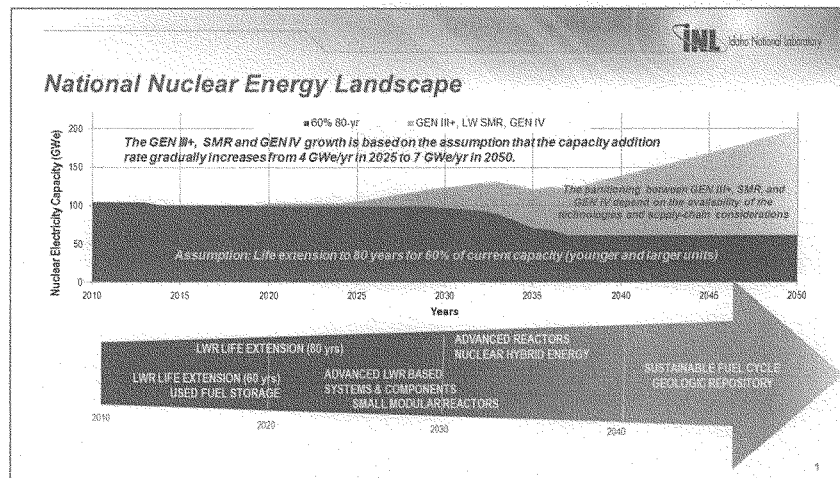 INL Idaho National Laboratory
National Nuclear Energy Landscape
60% 80-yr GEN III+, LW SMR, GEN IV
Nuclear Electricity Capacity (GWe)
200
150
100
50
0
The GEN III+, SMR and GEN IV growth is based on the assumption that the capacity addition
rate gradually increases from 4 GWe/yr in 2025 to 7 GWe/yr in 2050.
The partitioning between GEN III+, SMR, and
GEN IV depend on the availability of the
technologies and supply-chain considerations
Assumption: Life extension to 80 years for 60% of current capacity (younger and larger units)
2010 2015 2020 2025 2030 2035 2040 2045 2050
Years
LWR LIFE EXTENSION (80 yrs)
LWR LIFE EXTENSION (60 yrs)
USED FUEL STORAGE
ADVANCED LWR BASED
SYSTEMS & COMPONENTS
SMALL MODULAR REACTORS
ADVANCED REACTORS
NUCLEAR HYBRID ENERGY
SUSTAINABLE FUEL CYCLE
GEOLOGIC REPOSITORY
2010 2020 2030 2040
1